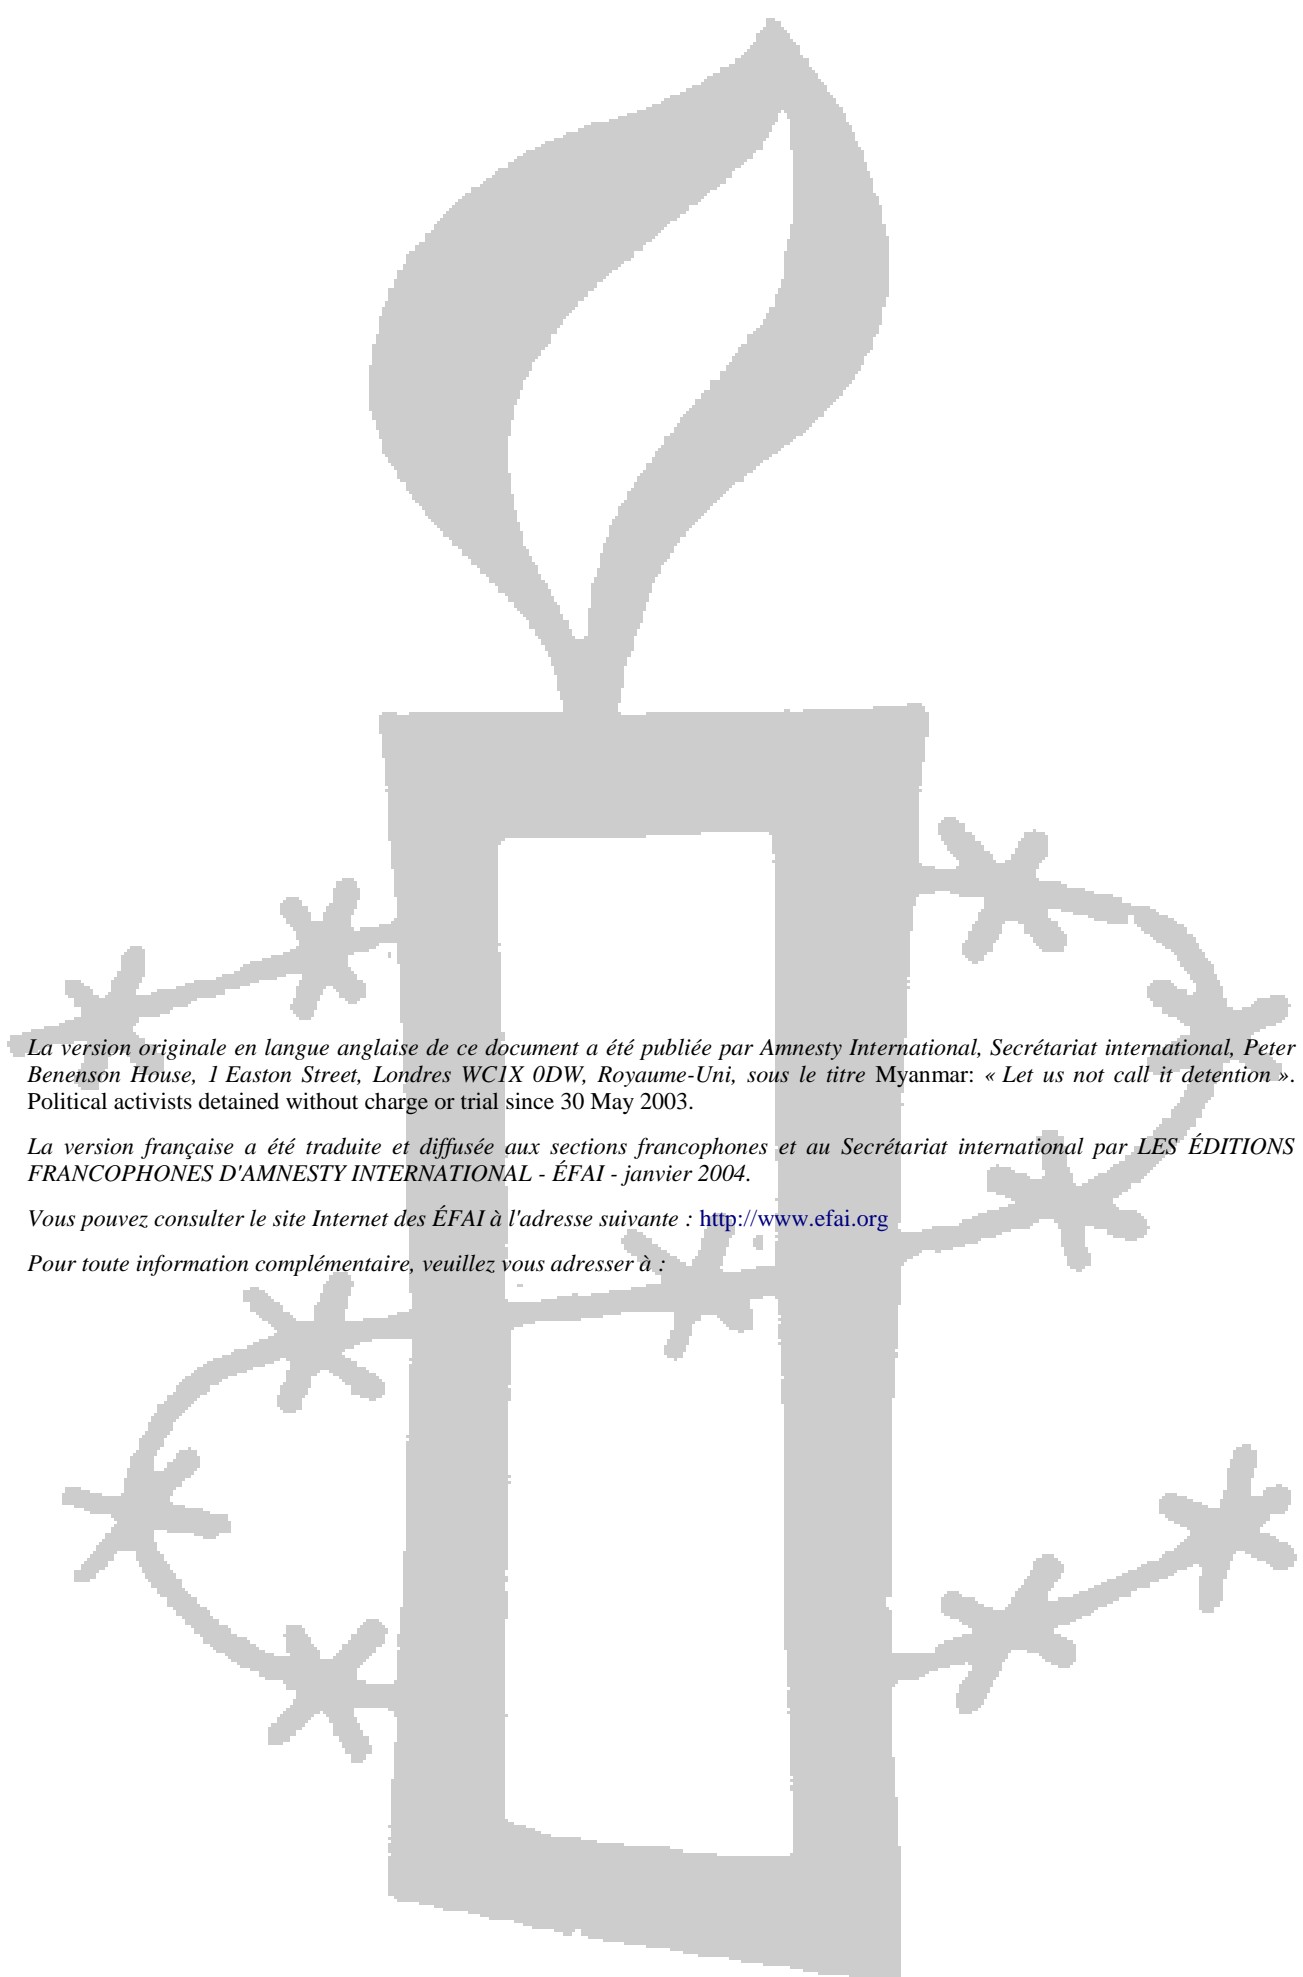 La version originale en langue anglaise de ce document a été publiée par Amnesty International, Secrétariat international, Peter
Benenson House, 1 Easton Street, Londres WC1X 0DW, Royaume-Uni, sous le titre Myanmar: « Let us not call it detention ».
Political activists detained without charge or trial since 30 May 2003.
La version française a été traduite et diffusée aux sections francophones et au Secrétariat international par LES ÉDITIONS
FRANCOPHONES D'AMNESTY INTERNATIONAL - ÉFAI - janvier 2004.
Vous pouvez consulter le site Internet des ÉFAI à l'adresse suivante : http://www.efai.org
Pour toute information complémentaire, veuillez vous adresser à :